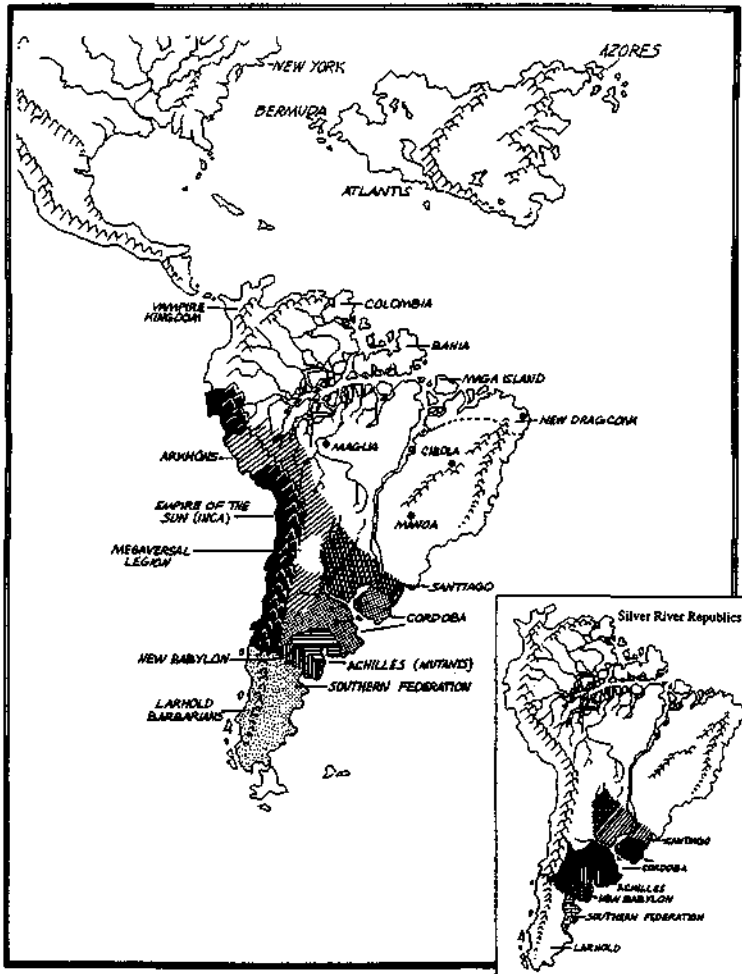 NEW YORK
AZORES
BERMUDA
ATLANTIS
VAMPIRE
KINGDOM
COLOMBIA
BAHIA
MAGA ISLAND
NEW DRAGCONA
MAGUA
CIBOLA
ARKHONS
MANOA
EMPIRE OF THE
SUN (INCA)
MEGAVERSAL
LEGION
SANTIAGO
CORDOBA
NEW BABYLON
ACHILLES (MUTANTS)
SOUTHERN FEDERATION
LARHOLD
BARBARIANS
Silver River Republics
SANTIAGO
CORDOBA
ACHILLES
NEW BABYLON
SOUTHERN FEDERATION
LARHOLD